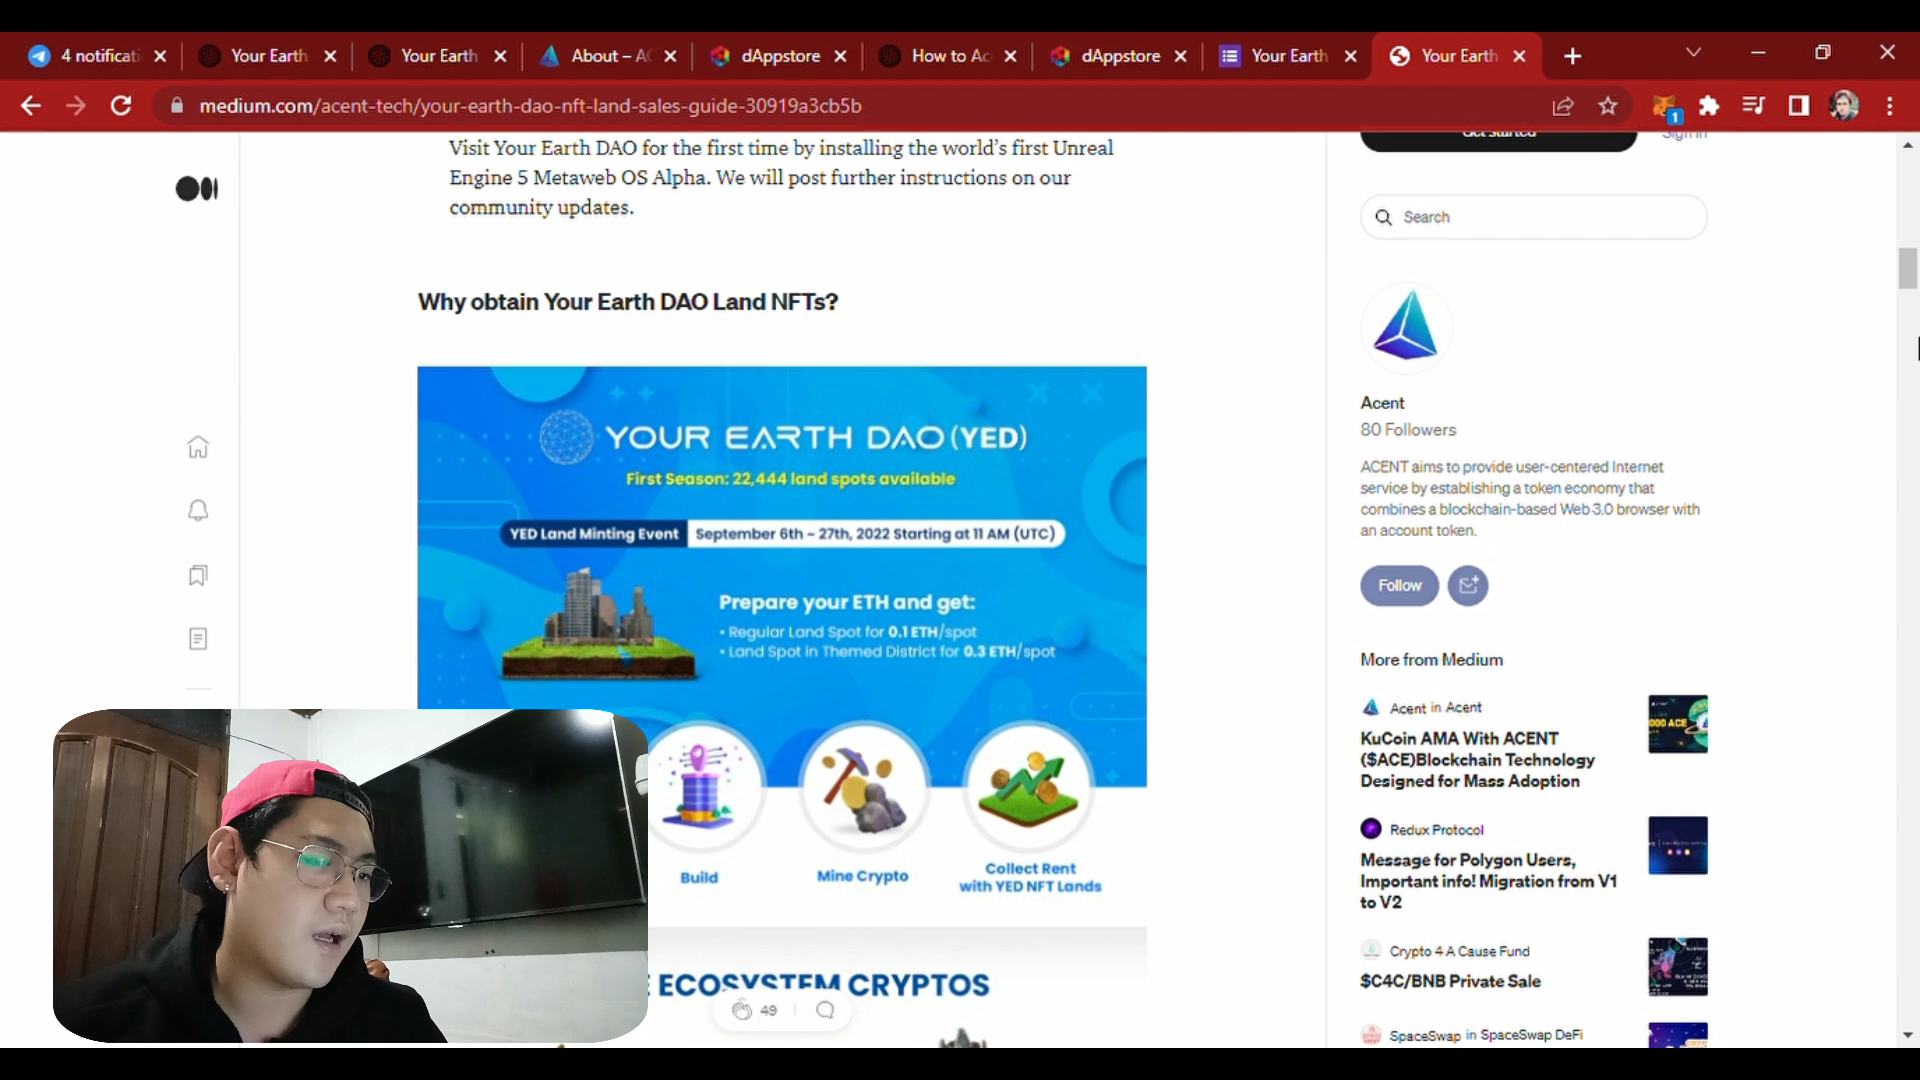 4 notificati
Your Earth
Your Earth
About – AC
dAppstore
How to Ac
dAppstore
Your Earth
Your Earth
medium.com/acent-tech/your-earth-dao-nft-land-sales-guide-30919a3cb5b
1
Visit Your Earth DAO for the first time by installing the world's first Unreal
Engine 5 Metaweb OS Alpha. We will post further instructions on our
community updates.
Why obtain Your Earth DAO Land NFTs?
YOUR EARTH DAO (YED)
First Season: 22,444 land spots available
YED Land Minting Event
September 6th ~ 27th, 2022 Starting at 11 AM (UTC)
Prepare your ETH and get:
• Regular Land Spot for 0.1 ETH/spot
• Land Spot in Themed District for 0.3 ETH/spot
Build
Mine Crypto
Collect Rent
with YED NFT Lands
ECOSYSTEM CRYPTOS
49
Get started
Sign In
Search
Acent
80 Followers
ACENT aims to provide user-centered Internet
service by establishing a token economy that
combines a blockchain-based Web 3.0 browser with
an account token.
Follow
More from Medium
Acent in Acent
KuCoin AMA With ACENT
($ACE)Blockchain Technology
Designed for Mass Adoption
Redux Protocol
Message for Polygon Users,
Important info! Migration from V1
to V2
Crypto 4 A Cause Fund
$C4C/BNB Private Sale
SpaceSwap in SpaceSwap DeFi